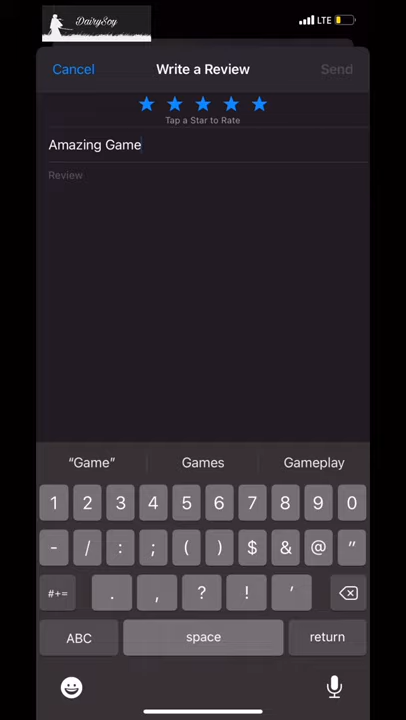 DairySoy
LTE
Cancel Write a Review Send
Tap a Star to Rate
Amazing Game
Review
“Game” Games Gameplay
1 2 3 4 5 6 7 8 9 0
- / : ; ( ) $ & @ "
#+= . , ? ! '
ABC space return